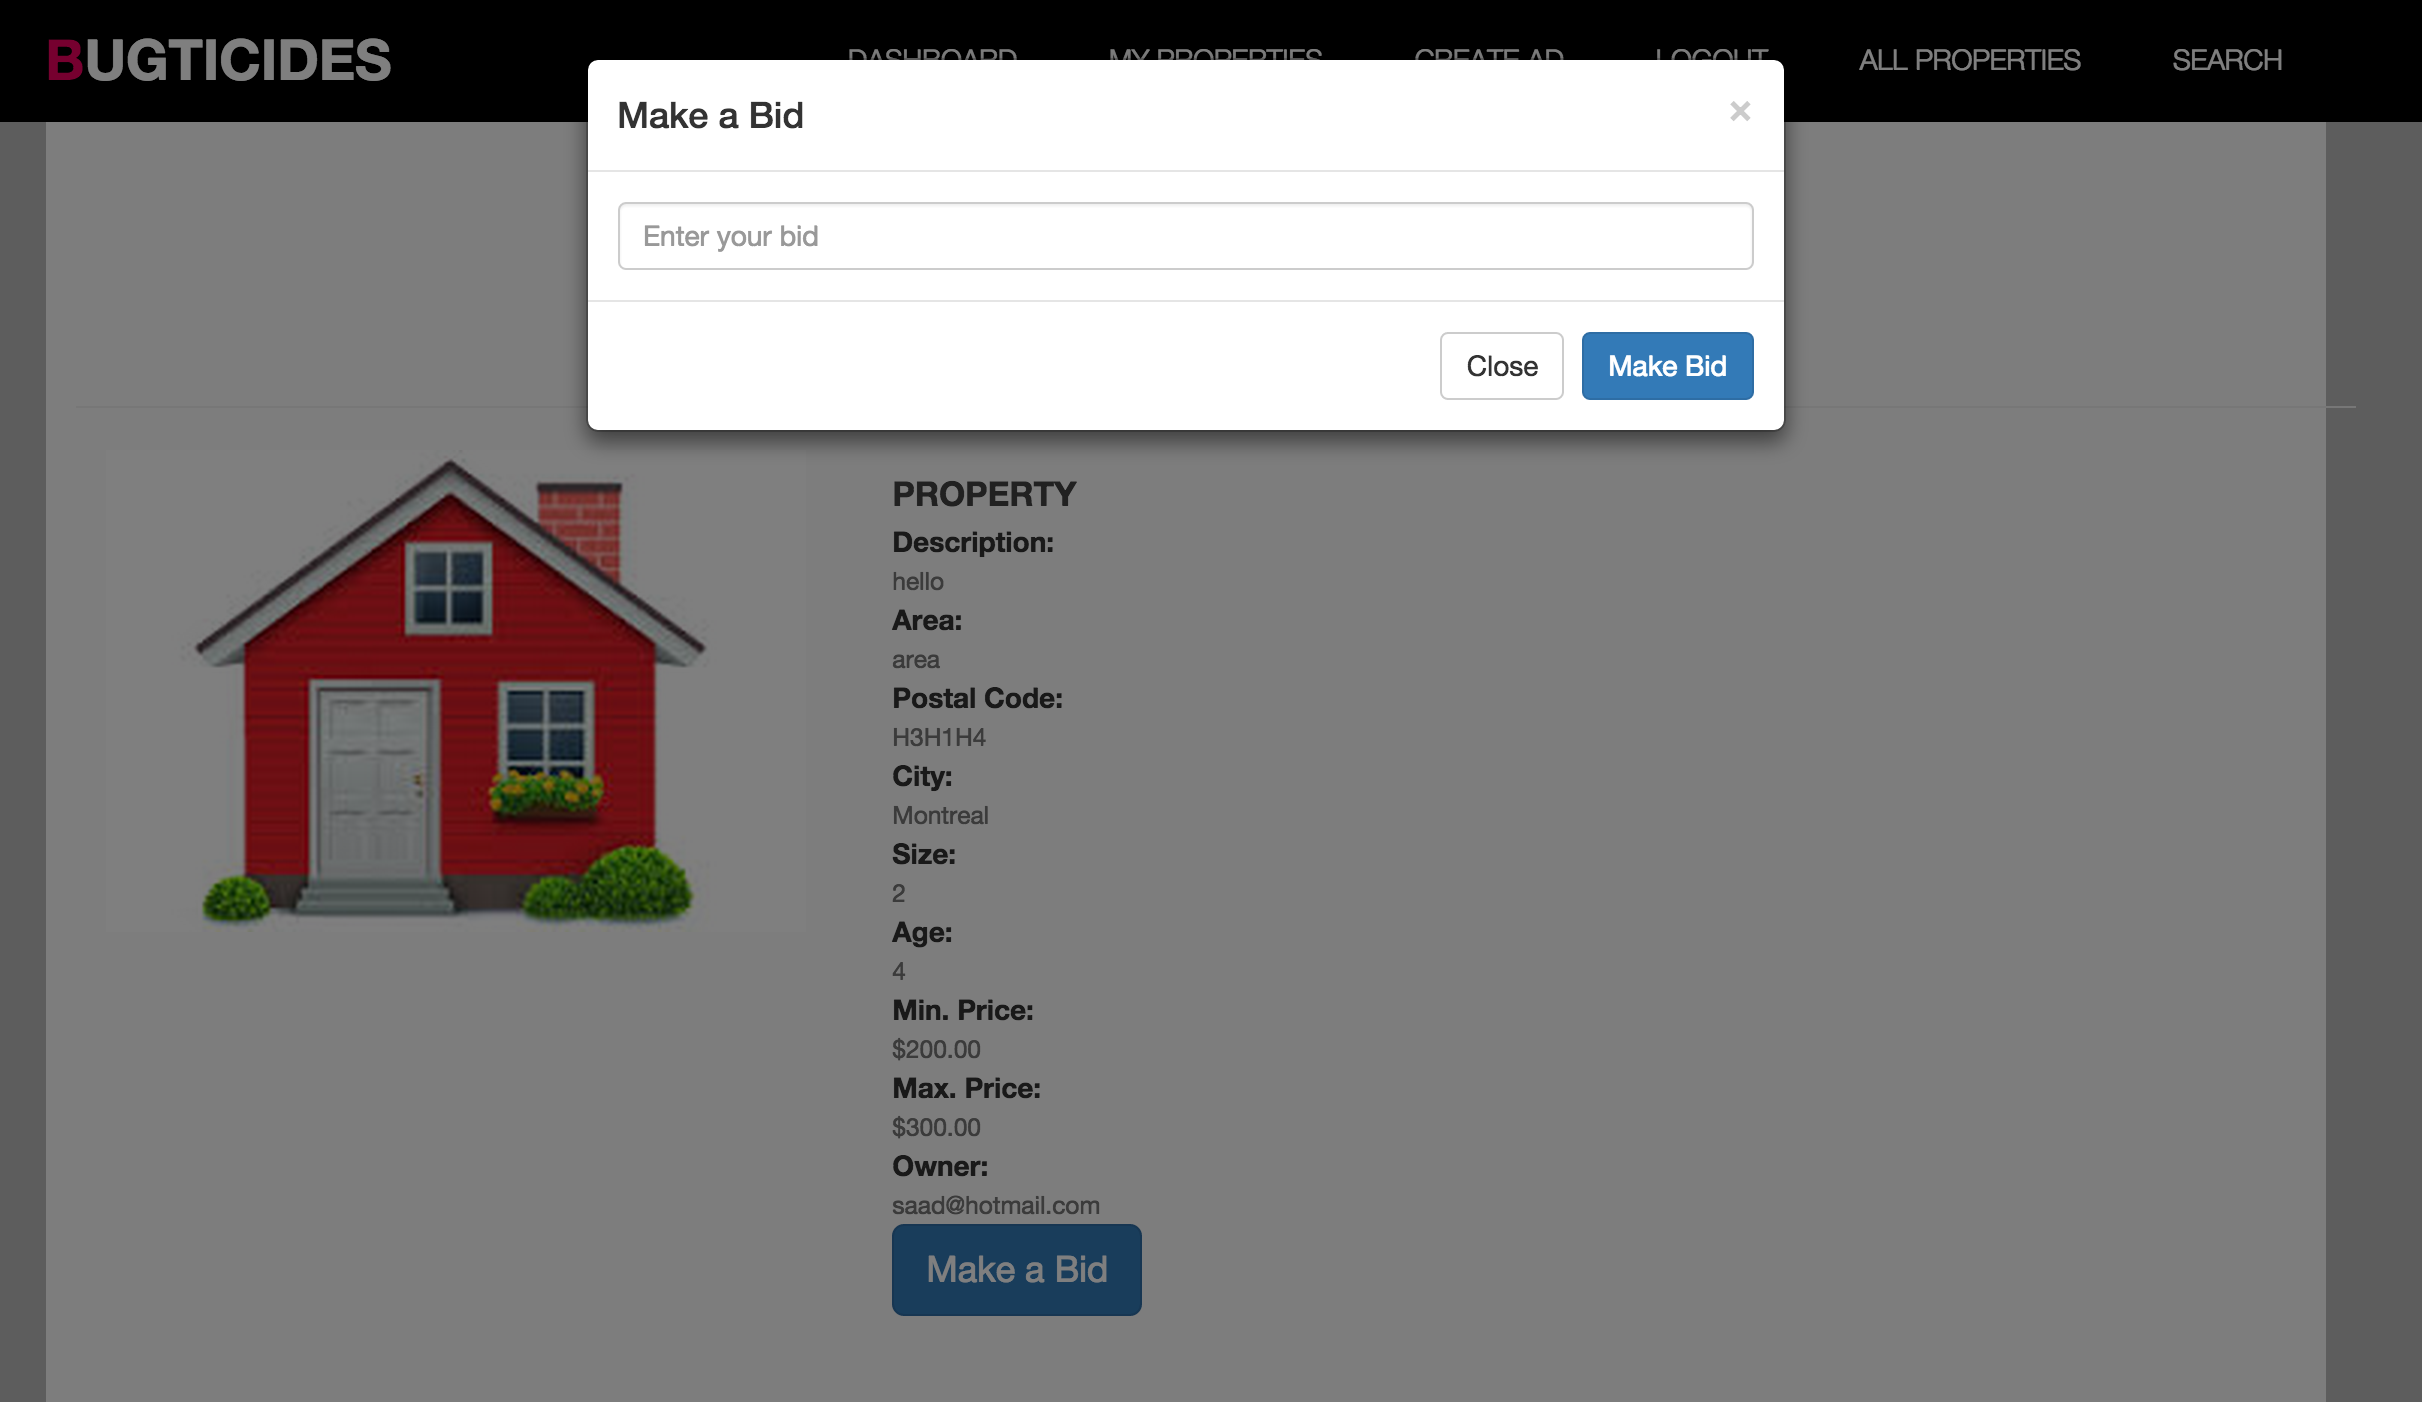 BUGTICIDES
DASHBOARD MY PROPERTIES CREATE AD LOGOUT ALL PROPERTIES SEARCH
Make a Bid ×
Enter your bid
Close Make Bid
PROPERTY
Description:
hello
Area:
area
Postal Code:
H3H1H4
City:
Montreal
Size:
2
Age:
4
Min. Price:
$200.00
Max. Price:
$300.00
Owner:
saad@hotmail.com
Make a Bid